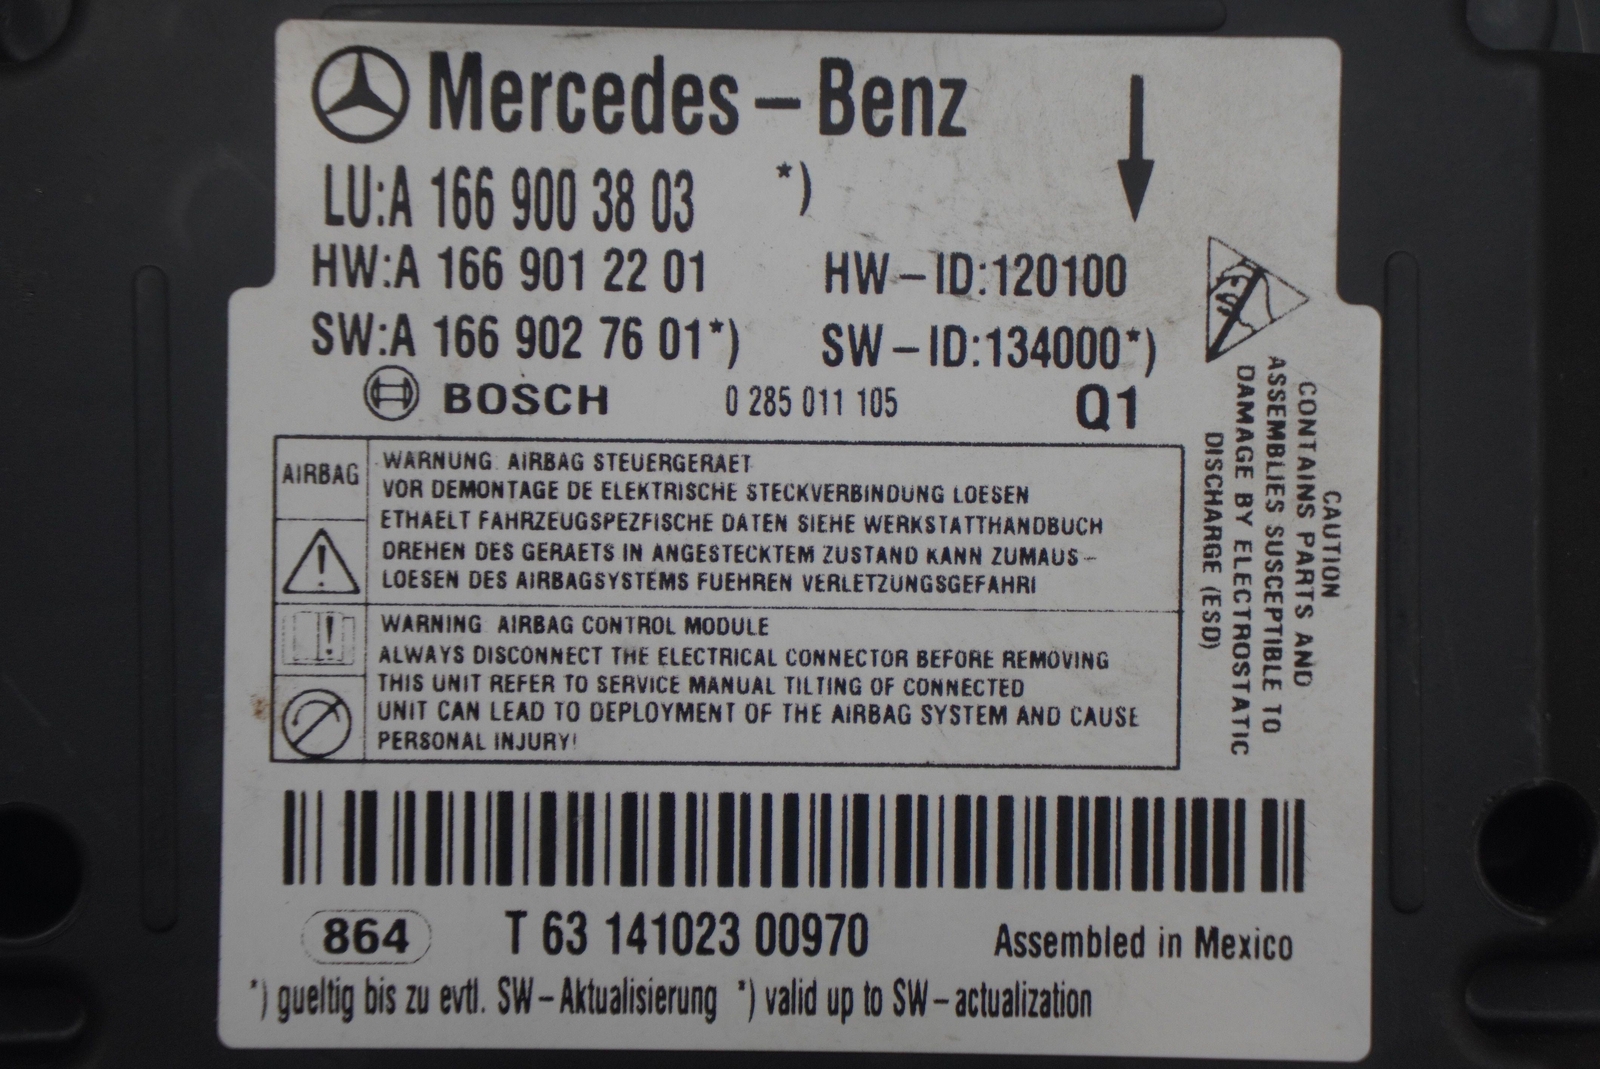 Mercedes-Benz
LU:A 166 900 38 03 *)
HW:A 166 901 22 01 HW-ID:120100
SW:A 166 902 76 01*) SW-ID:134000*)
BOSCH 0 285 011 105 Q1
AIRBAG
WARNUNG: AIRBAG STEUERGERAET
VOR DEMONTAGE DE ELEKTRISCHE STECKVERBINDUNG LOESEN
ETHAELT FAHRZEUGSPEZFISCHE DATEN SIEHE WERKSTATTHANDBUCH
DREHEN DES GERAETS IN ANGESTECKTEM ZUSTAND KANN ZUMAUS-
LOESEN DES AIRBAGSYSTEMS FUEHREN VERLETZUNGSGEFAHR!
WARNING AIRBAG CONTROL MODULE
ALWAYS DISCONNECT THE ELECTRICAL CONNECTOR BEFORE REMOVING
THIS UNIT REFER TO SERVICE MANUAL TILTING OF CONNECTED
UNIT CAN LEAD TO DEPLOYMENT OF THE AIRBAG SYSTEM AND CAUSE
PERSONAL INJURY!
CAUTION
CONTAINS PARTS AND
ASSEMBLIES SUSCEPTIBLE TO
DAMAGE BY ELECTROSTATIC
DISCHARGE (ESD)
864 T 63 141023 00970 Assembled in Mexico
*) gueltig bis zu evtl. SW-Aktualisierung *) valid up to SW-actualization